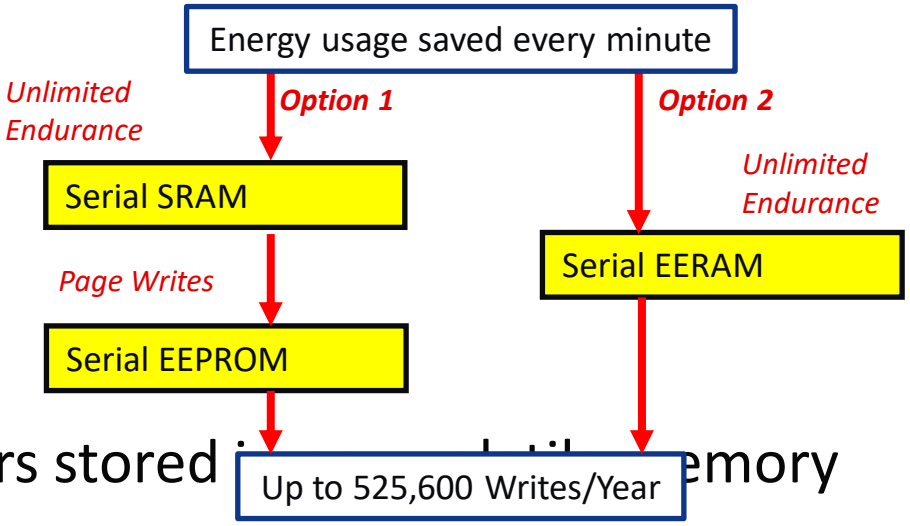 Energy usage saved every minute
Unlimited
Endurance
Option 1
Option 2
Serial SRAM
Unlimited
Endurance
Page Writes
Serial EERAM
Serial EEPROM
rs stored emory
Up to 525,600 Writes/Year